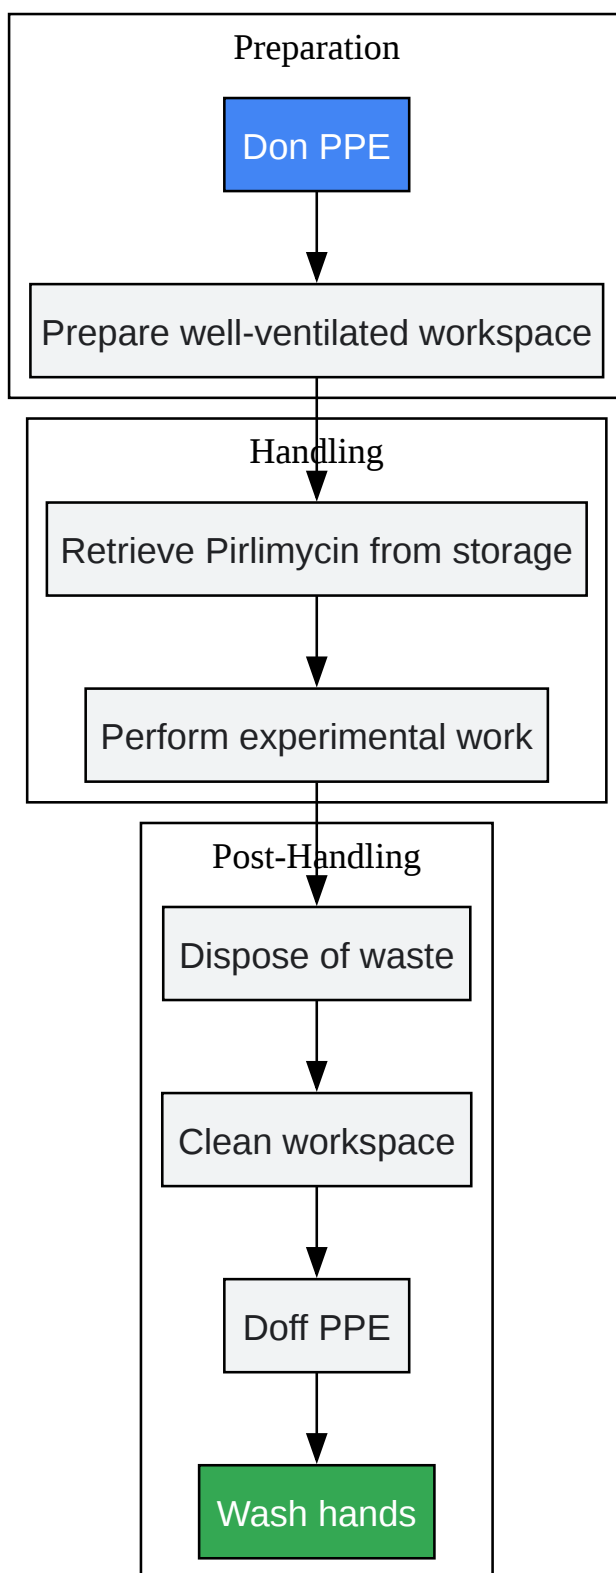 Preparation
Don PPE
Prepare well-ventilated workspace
Handling
Retrieve Pirlimycin from storage
Perform experimental work
Post-Handling
Dispose of waste
Clean workspace
Doff PPE
Wash hands